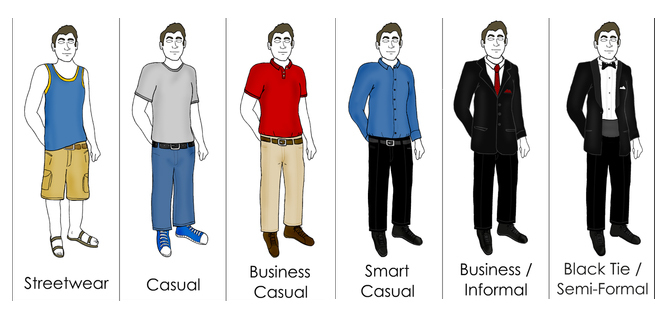 Streetwear
Casual
Business
Casual
Smart
Casual
Business /
Informal
Black Tie /
Semi-Formal